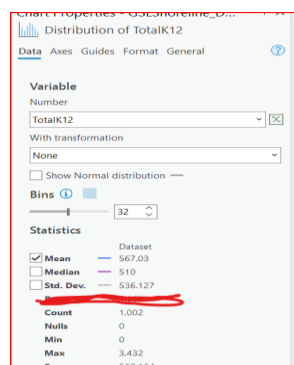 Chart Properties - GSLShoreline_D...
Distribution of TotalK12
Data Axes Guides Format General
Variable
Number
TotalK12
With transformation
None
Show Normal distribution
Bins
32
Statistics
Dataset
Mean 567.03
Median 510
Std. Dev. 536.127
Count 1,002
Nulls 0
Min 0
Max 3,432